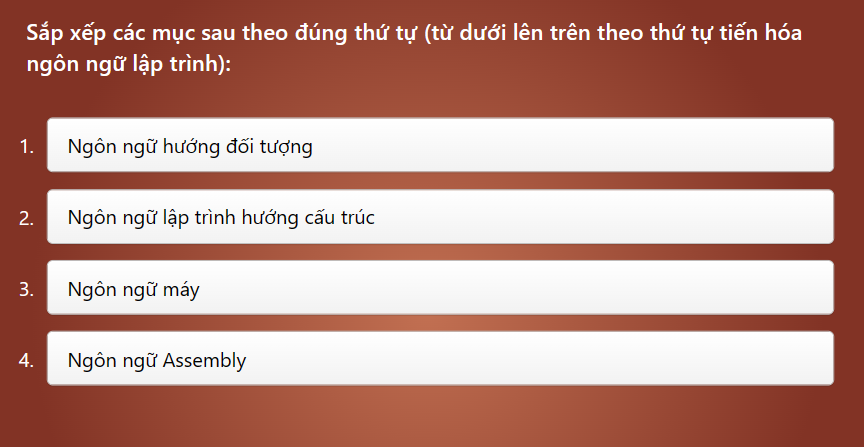 Sắp xếp các mục sau theo đúng thứ tự (từ dưới lên trên theo thứ tự tiến hóa
ngôn ngữ lập trình):
1. Ngôn ngữ hướng đối tượng
2. Ngôn ngữ lập trình hướng cấu trúc
3. Ngôn ngữ máy
4. Ngôn ngữ Assembly